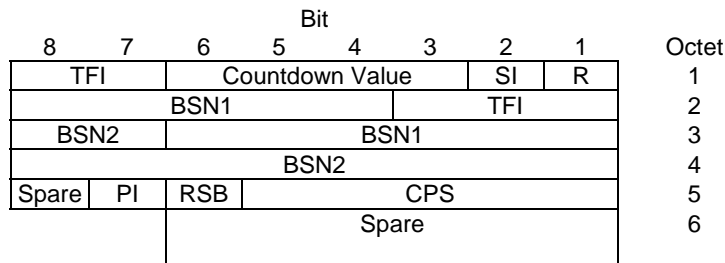 Bit
8 7 6 5 4 3 2 1 Octet
TFI Countdown Value SI R 1
BSN1 TFI 2
BSN2 BSN1 3
BSN2 4
Spare PI RSB CPS 5
Spare 6